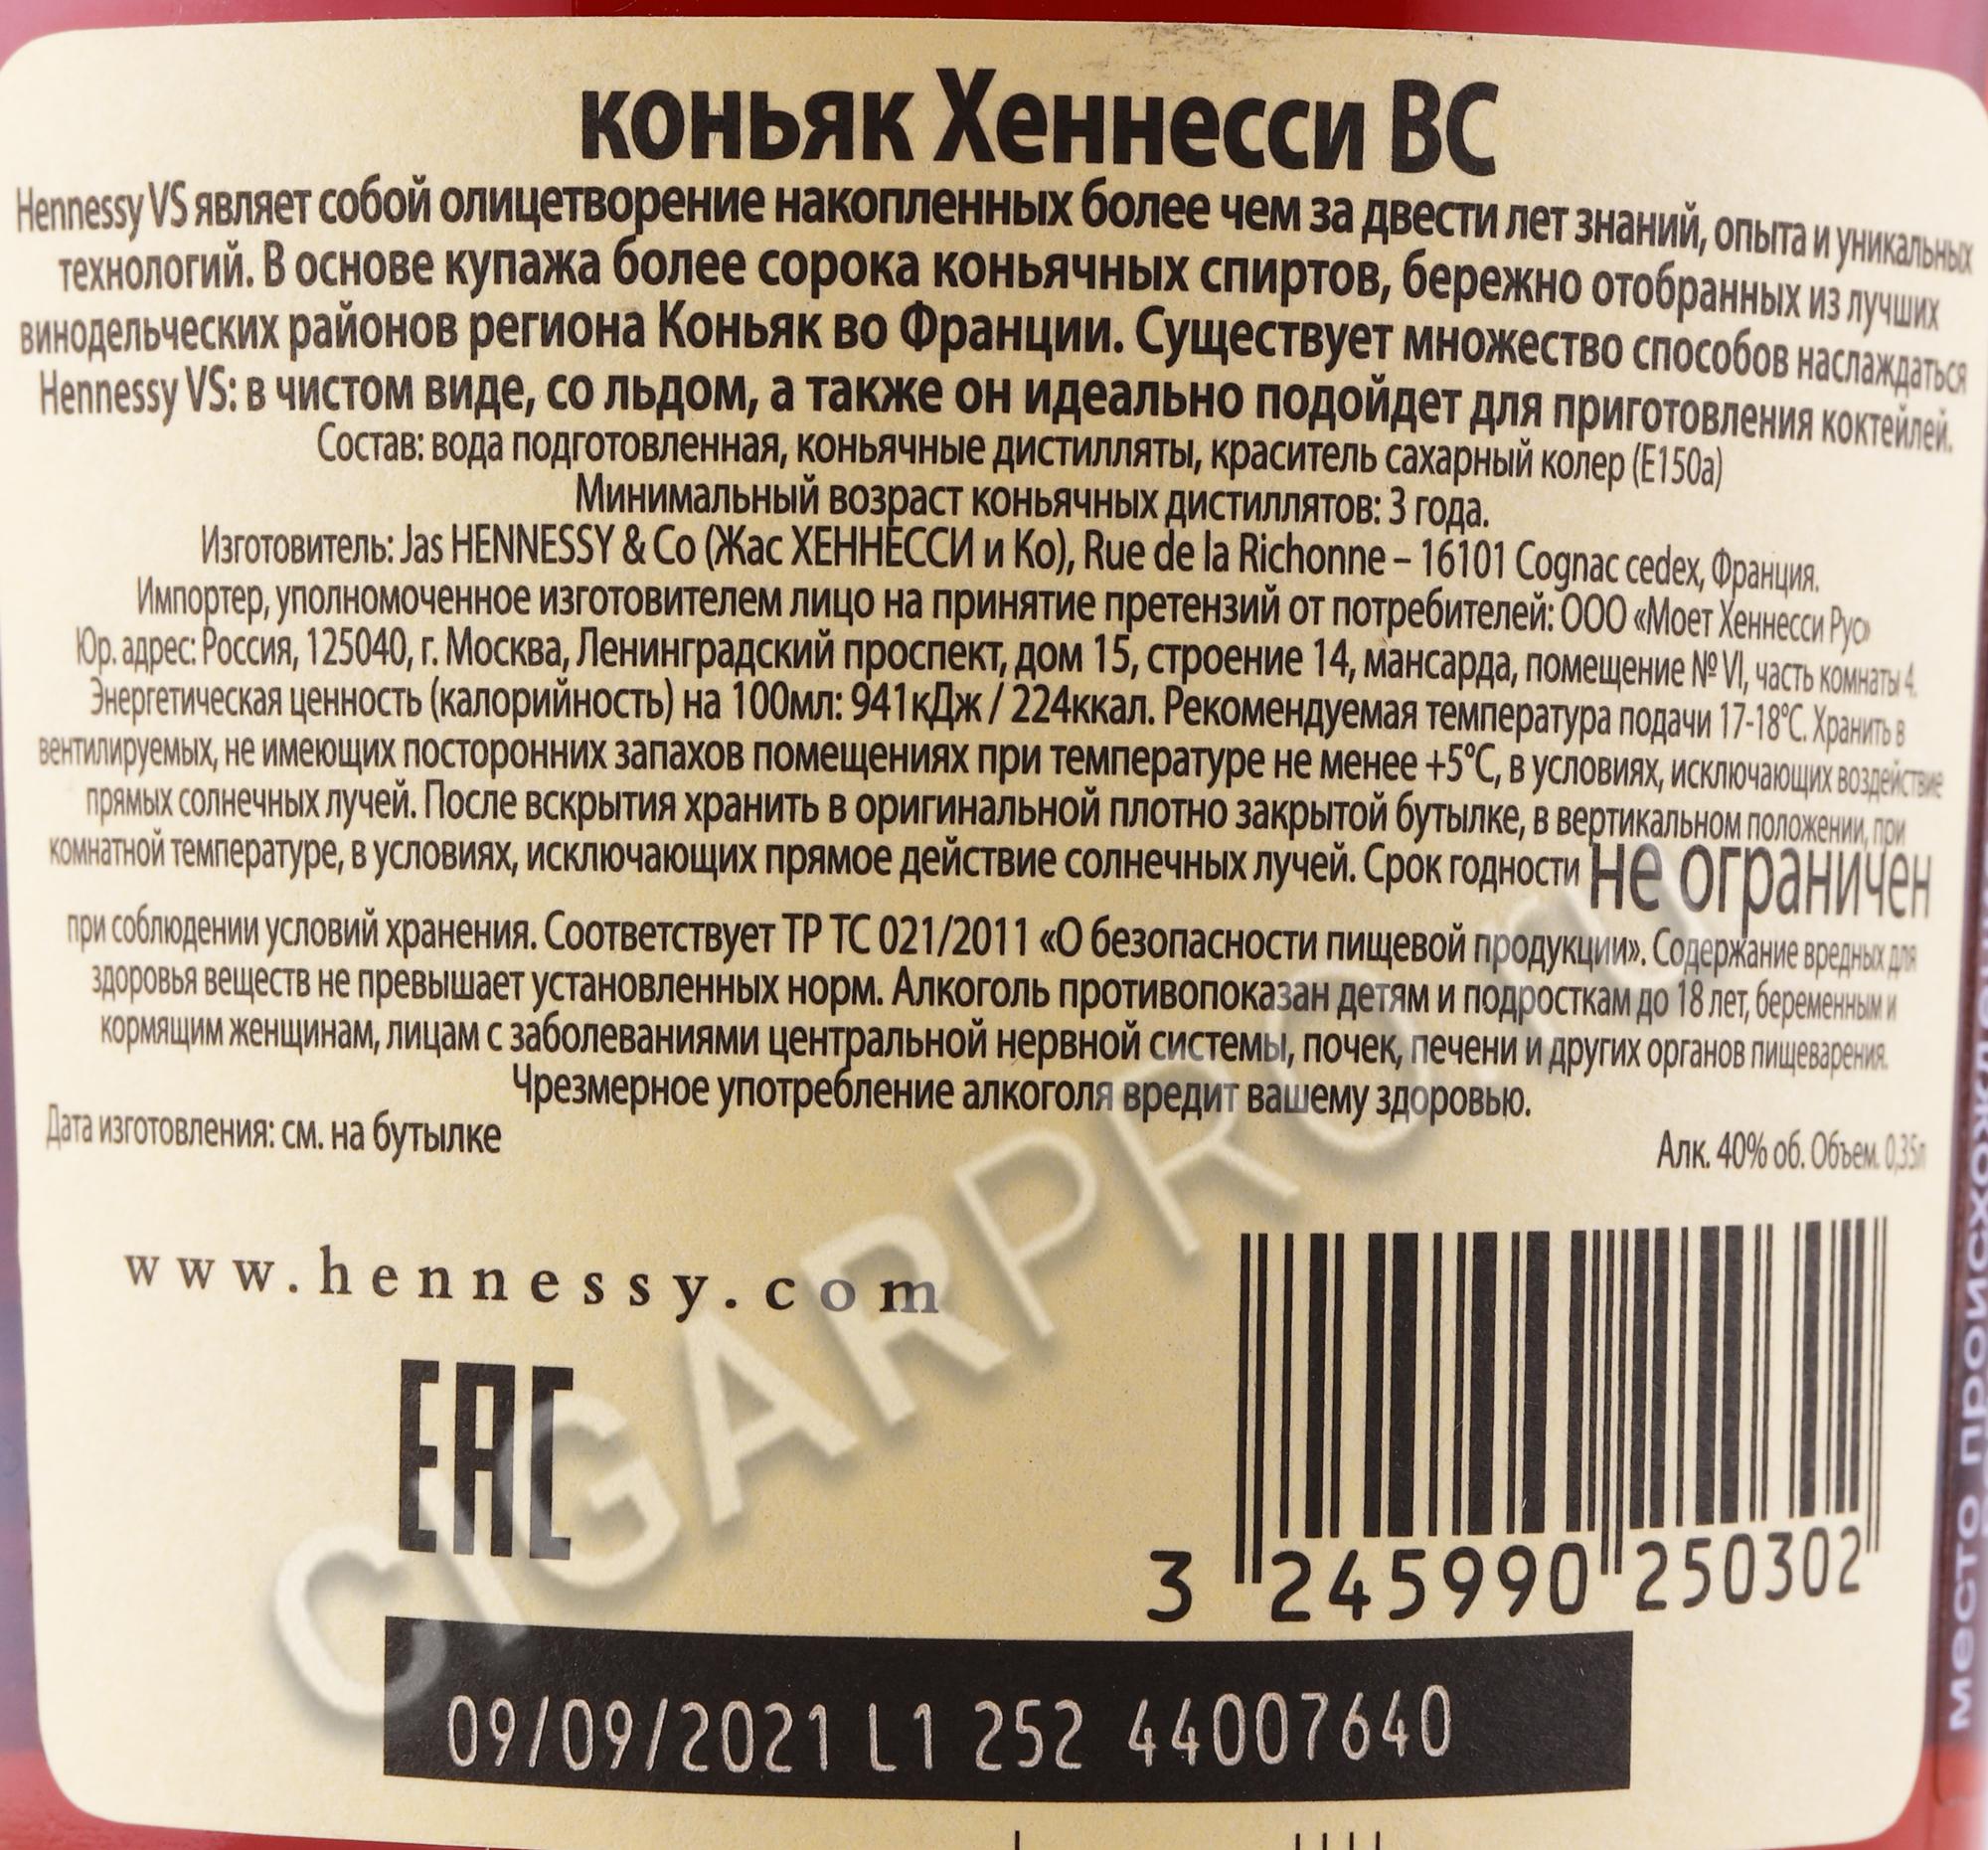 коньяк Хеннесси ВС
Hennessy VS являет собой олицетворение накопленных более чем за двести лет знаний, опыта и уникальных
технологий. В основе купажа более сорока коньячных спиртов, бережно отобранных из лучших
винодельческих районов региона Коньяк во Франции. Существует множество способов наслаждаться
Hennessy VS: в чистом виде, со льдом, а также он идеально подойдет для приготовления коктейлей.
Состав: вода подготовленная, коньячные дистилляты, краситель сахарный колер (Е150а)
Минимальный возраст коньячных дистиллятов: 3 года.
Изготовитель: Jas HENNESSY & Co (Жас ХЕННЕССИ и Ко), Rue de la Richonne – 16101 Cognac cedex, Франция.
Импортер, уполномоченное изготовителем лицо на принятие претензий от потребителей: ООО «Моет Хеннесси Рус»
Юр. адрес: Россия, 125040, г. Москва, Ленинградский проспект, дом 15, строение 14, мансарда, помещение № VI, часть комнаты 4.
Энергетическая ценность (калорийность) на 100мл: 941кДж / 224ккал. Рекомендуемая температура подачи 17-18°С. Хранить в
вентилируемых, не имеющих посторонних запахов помещениях при температуре не менее +5°С, в условиях, исключающих воздействие
прямых солнечных лучей. После вскрытия хранить в оригинальной плотно закрытой бутылке, в вертикальном положении, при
комнатной температуре, в условиях, исключающих прямое действие солнечных лучей. Срок годности не ограничен
при соблюдении условий хранения. Соответствует ТР ТС 021/2011 «О безопасности пищевой продукции». Содержание вредных для
здоровья веществ не превышает установленных норм. Алкоголь противопоказан детям и подросткам до 18 лет, беременным и
кормящим женщинам, лицам с заболеваниями центральной нервной системы, почек, печени и других органов пищеварения.
Чрезмерное употребление алкоголя вредит вашему здоровью.
Дата изготовления: см. на бутылке
Алк. 40% об. Объем. 0,35л
www.hennessy.com
EAC
3 245990 250302
09/09/2021 L1 252 44007640
CIGARPRO.RU
место происхожд